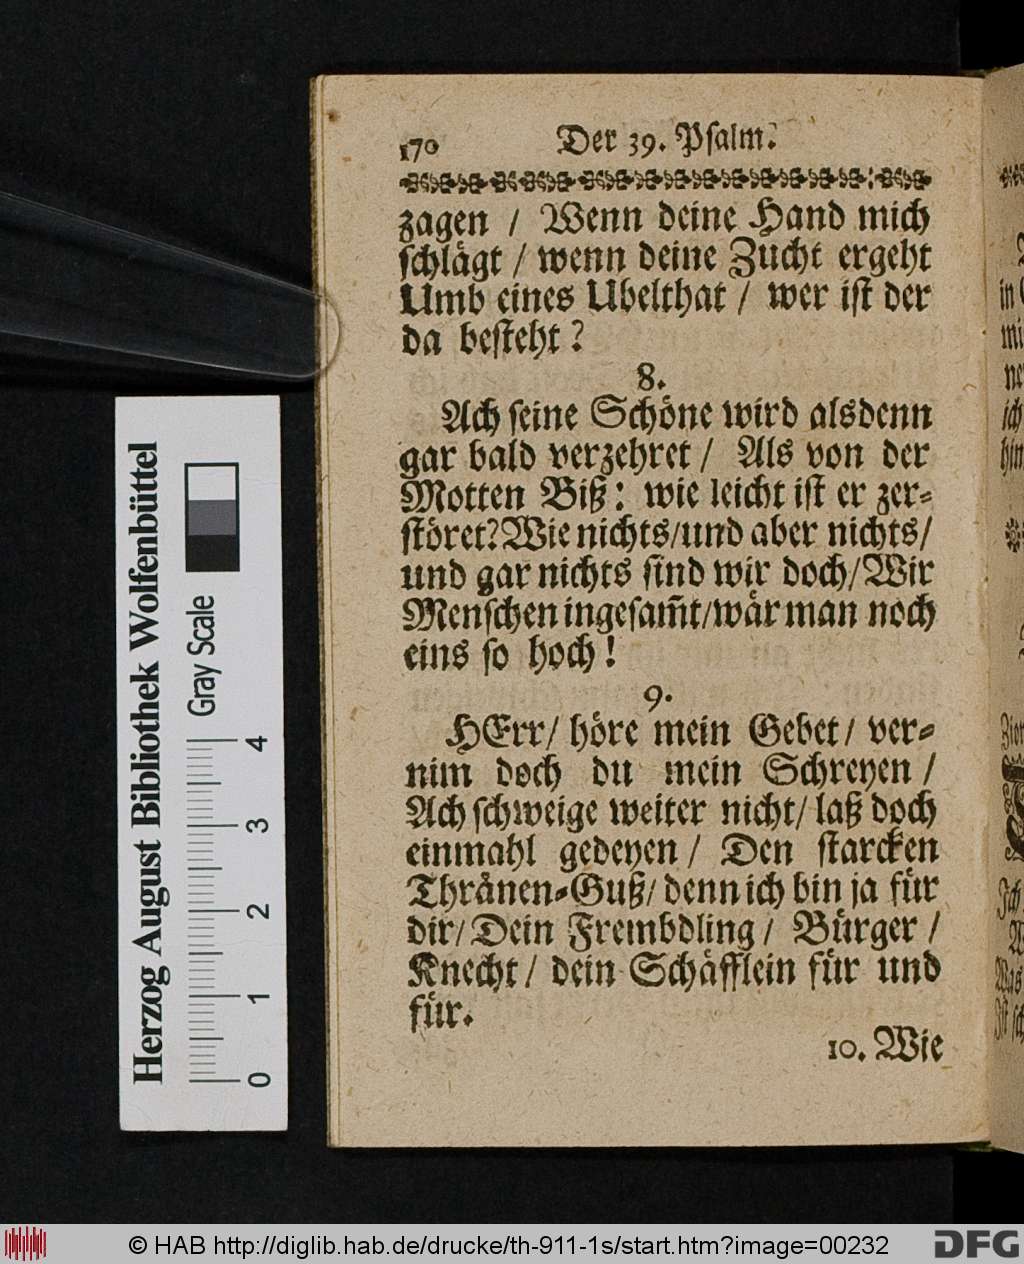 170 Der 39. Pſalm.
zagen / Wenn deine Hand mich
ſchlägt / wenn deine Zucht ergeht
Umb eines Ubelthat / wer iſt der
da beſteht?
8.
Ach ſeine Schöne wird alsdenn
gar bald verzehret / Als von der
Motten Biß: wie leicht iſt er zer⸗
ſtöret? Wie nichts/und aber nichts/
und gar nichts ſind wir doch/Wir
Menſchen ingeſam̃t/wär man noch
eins ſo hoch!
9.
HErr/ höre mein Gebet/ ver⸗
nim doch du mein Schreyen /
Ach ſchweige weiter nicht/ laß doch
einmahl gedeyen / Den ſtarcken
Thränen⸗Guß/ denn ich bin ja für
dir/ Dein Frembdling / Bürger /
Knecht / dein Schäfflein für und
für.
10. Wie
Herzog August Bibliothek Wolfenbüttel
Gray Scale
0 1 2 3 4
© HAB http://diglib.hab.de/drucke/th-911-1s/start.htm?image=00232
DFG